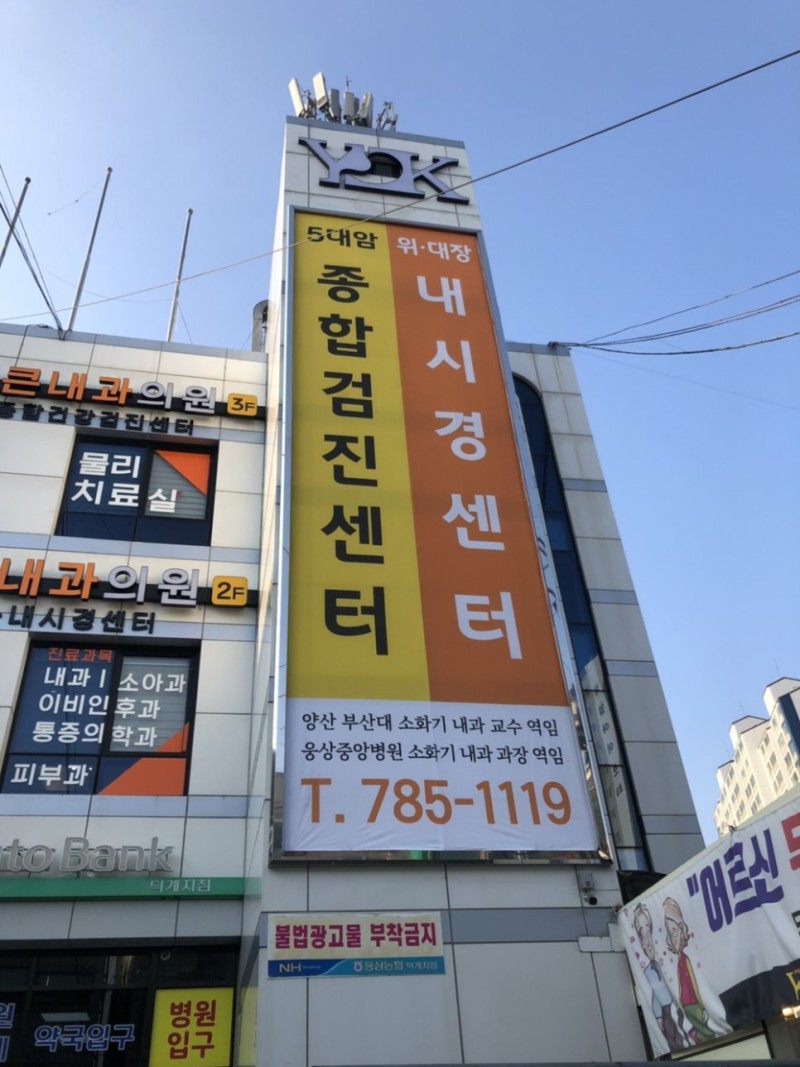 YOK
5대암
종합검진센터
위·대장
내시경센터
양산 부산대 소화기 내과 교수 역임
웅상중앙병원 소화기 내과 과장 역임
T. 785-1119
큰내과의원 3F
종합건강검진센터
물리
치료실
내과의원 2F
내시경센터
진료과목
내과 | 소아과
이비인후과
통증의학과
피부과
Bank
덕계지점
불법광고물 부착금지
NH
웅상농협 덕계지점
약국입구
병원
입구
"어르신